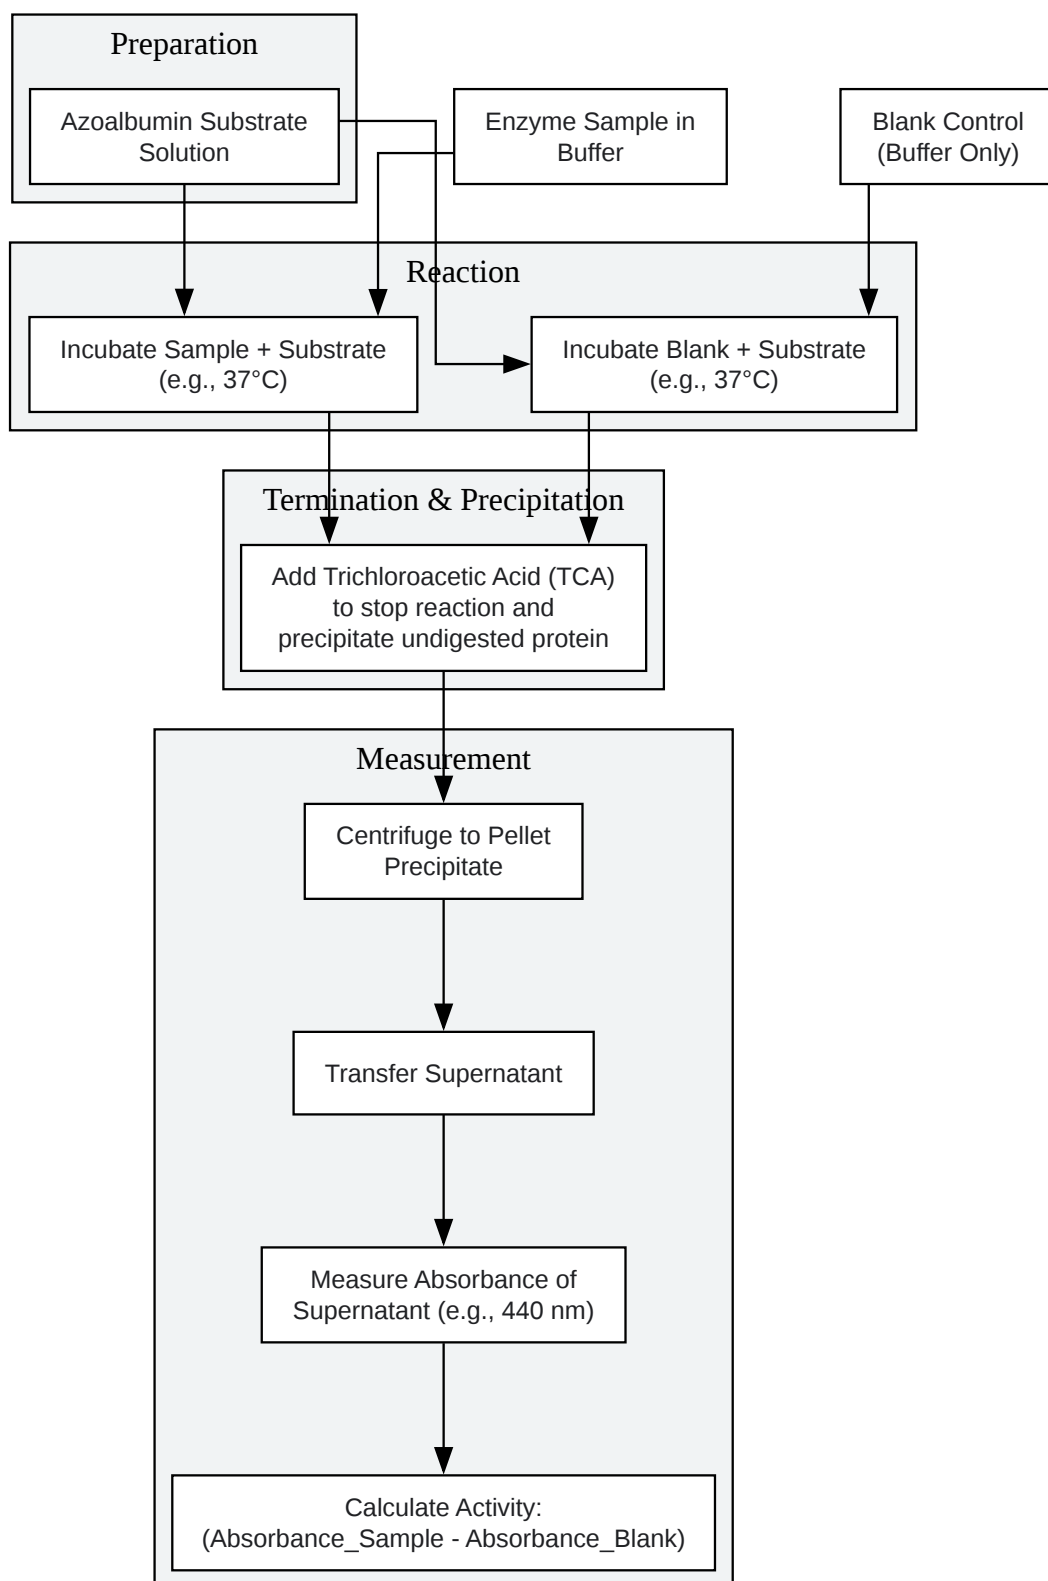 Preparation
Azoalbumin Substrate
Solution
Enzyme Sample in
Buffer
Blank Control
(Buffer Only)
Reaction
Incubate Sample + Substrate
(e.g., 37°C)
Incubate Blank + Substrate
(e.g., 37°C)
Termination & Precipitation
Add Trichloroacetic Acid (TCA)
to stop reaction and
precipitate undigested protein
Measurement
Centrifuge to Pellet
Precipitate
Transfer Supernatant
Measure Absorbance of
Supernatant (e.g., 440 nm)
Calculate Activity:
(Absorbance_Sample - Absorbance_Blank)